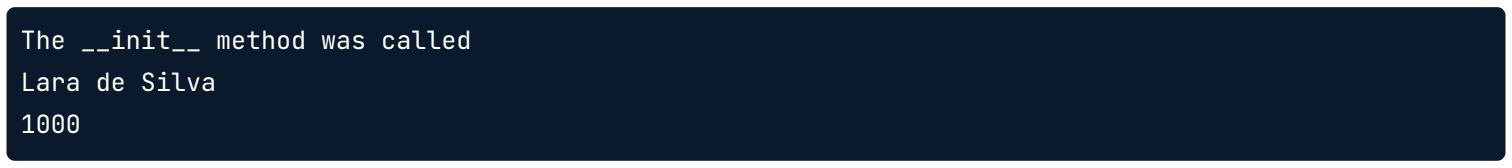 The __init__ method was called
Lara de Silva
1000